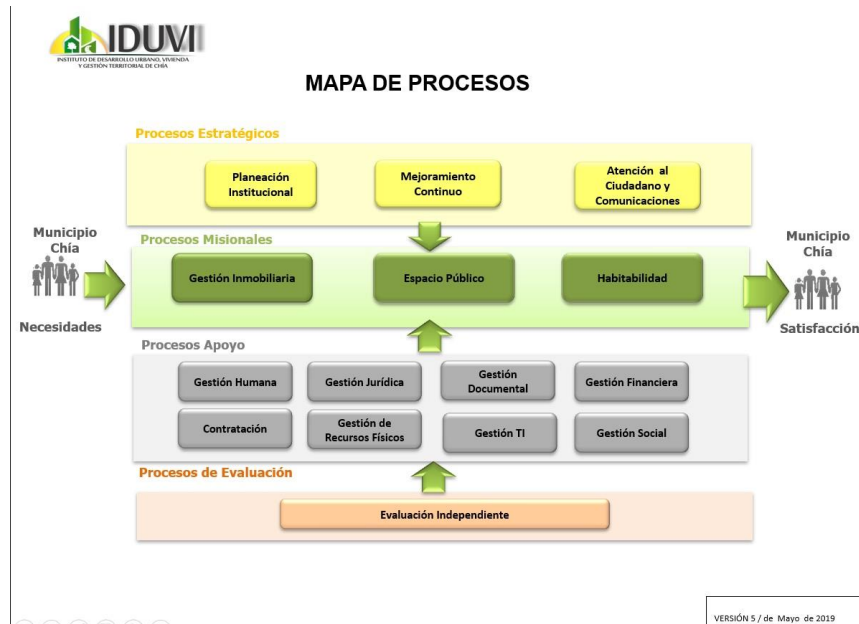 IDUVI
INSTITUTO DE DESARROLLO URBANO, VIVIENDA
Y GESTIÓN TERRITORIAL DE CHÍA
MAPA DE PROCESOS
Procesos Estratégicos
Planeación
Institucional
Mejoramiento
Continuo
Atención al
Ciudadano y
Comunicaciones
Municipio
Chía
Necesidades
Procesos Misionales
Gestión Inmobiliaria
Espacio Público
Habitabilidad
Municipio
Chía
Satisfacción
Procesos Apoyo
Gestión Humana
Gestión Jurídica
Gestión
Documental
Gestión Financiera
Contratación
Gestión de
Recursos Físicos
Gestión TI
Gestión Social
Procesos de Evaluación
Evaluación Independiente
VERSIÓN 5 / de Mayo de 2019